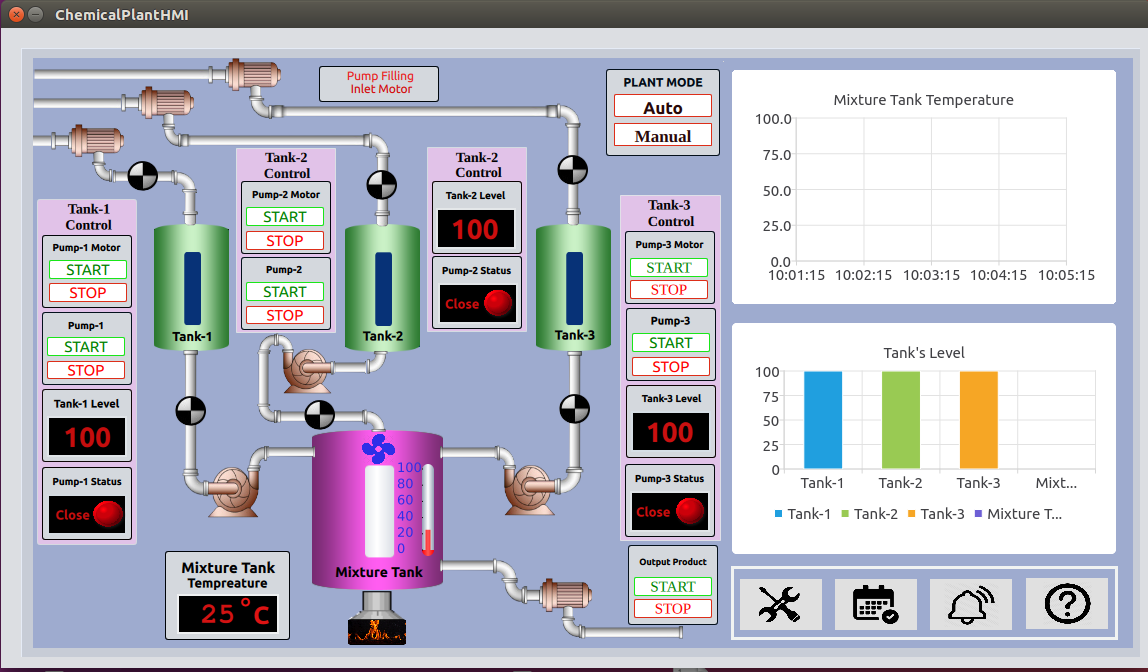 ChemicalPlantHMI
Pump Filling
Inlet Motor
PLANT MODE
Auto
Manual
Tank-1
Control
Pump-1 Motor
START
STOP
Pump-1
START
STOP
Tank-1 Level
100
Pump-1 Status
Close
Tank-2
Control
Pump-2 Motor
START
STOP
Pump-2
START
STOP
Tank-2
Control
Tank-2 Level
100
Pump-2 Status
Close
Tank-3
Control
Pump-3 Motor
START
STOP
Pump-3
START
STOP
Tank-3 Level
100
Pump-3 Status
Close
Tank-1
Tank-2
Tank-3
100
80
60
40
20
0
Mixture Tank
Mixture Tank
Tempreature
25°C
Output Product
START
STOP
Mixture Tank Temperature
100.0
75.0
50.0
25.0
0.0
10:01:15 10:02:15 10:03:15 10:04:15 10:05:15
Tank's Level
100
75
50
25
0
Tank-1 Tank-2 Tank-3 Mixt...
Tank-1 Tank-2 Tank-3 Mixture T...